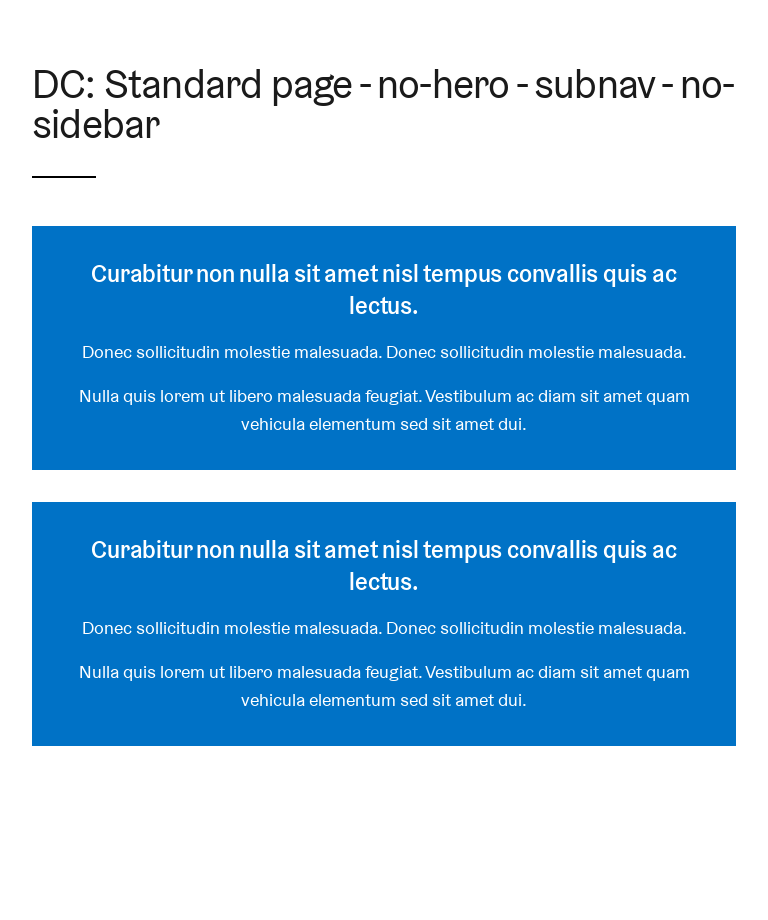 DC: Standard page - no-hero - subnav - no-
sidebar
Curabitur non nulla sit amet nisl tempus convallis quis ac
lectus.
Donec sollicitudin molestie malesuada. Donec sollicitudin molestie malesuada.
Nulla quis lorem ut libero malesuada feugiat. Vestibulum ac diam sit amet quam
vehicula elementum sed sit amet dui.
Curabitur non nulla sit amet nisl tempus convallis quis ac
lectus.
Donec sollicitudin molestie malesuada. Donec sollicitudin molestie malesuada.
Nulla quis lorem ut libero malesuada feugiat. Vestibulum ac diam sit amet quam
vehicula elementum sed sit amet dui.